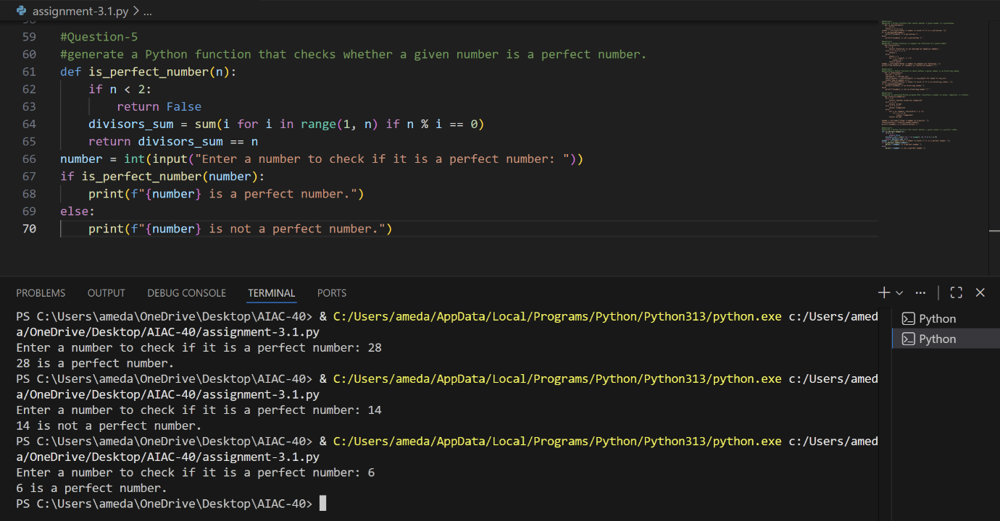 assignment-3.1.py > ...
59 #Question-5
60 #generate a Python function that checks whether a given number is a perfect number.
61 def is_perfect_number(n):
62     if n < 2:
63         return False
64     divisors_sum = sum(i for i in range(1, n) if n % i == 0)
65     return divisors_sum == n
66 number = int(input("Enter a number to check if it is a perfect number: "))
67 if is_perfect_number(number):
68     print(f"{number} is a perfect number.")
69 else:
70     print(f"{number} is not a perfect number.")
PROBLEMS OUTPUT DEBUG CONSOLE TERMINAL PORTS
PS C:\Users\ameda\OneDrive\Desktop\AIAC-40> & C:/Users/ameda/AppData/Local/Programs/Python/Python313/python.exe c:/Users/amed
a/OneDrive/Desktop/AIAC-40/assignment-3.1.py
Enter a number to check if it is a perfect number: 28
28 is a perfect number.
PS C:\Users\ameda\OneDrive\Desktop\AIAC-40> & C:/Users/ameda/AppData/Local/Programs/Python/Python313/python.exe c:/Users/amed
a/OneDrive/Desktop/AIAC-40/assignment-3.1.py
Enter a number to check if it is a perfect number: 14
14 is not a perfect number.
PS C:\Users\ameda\OneDrive\Desktop\AIAC-40> & C:/Users/ameda/AppData/Local/Programs/Python/Python313/python.exe c:/Users/amed
a/OneDrive/Desktop/AIAC-40/assignment-3.1.py
Enter a number to check if it is a perfect number: 6
6 is a perfect number.
PS C:\Users\ameda\OneDrive\Desktop\AIAC-40>
Python
Python